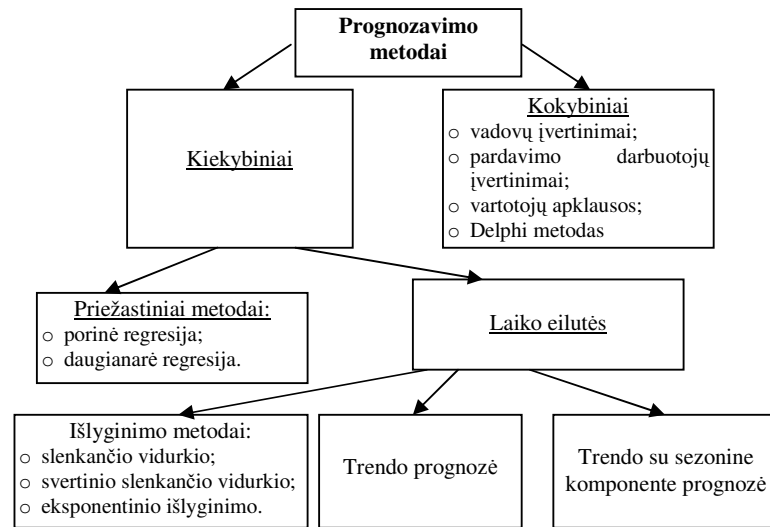 Prognozavimo
metodai
Kiekybiniai
Kokybiniai
o vadovų įvertinimai;
o pardavimo darbuotojų
įvertinimai;
o vartotojų apklausos;
o Delphi metodas
Priežastiniai metodai:
o porinė regresija;
o daugianarė regresija.
Laiko eilutės
Išlyginimo metodai:
o slenkančio vidurkio;
o svertinio slenkančio vidurkio;
o eksponentinio išlyginimo.
Trendo prognozė
Trendo su sezonine
komponente prognozė